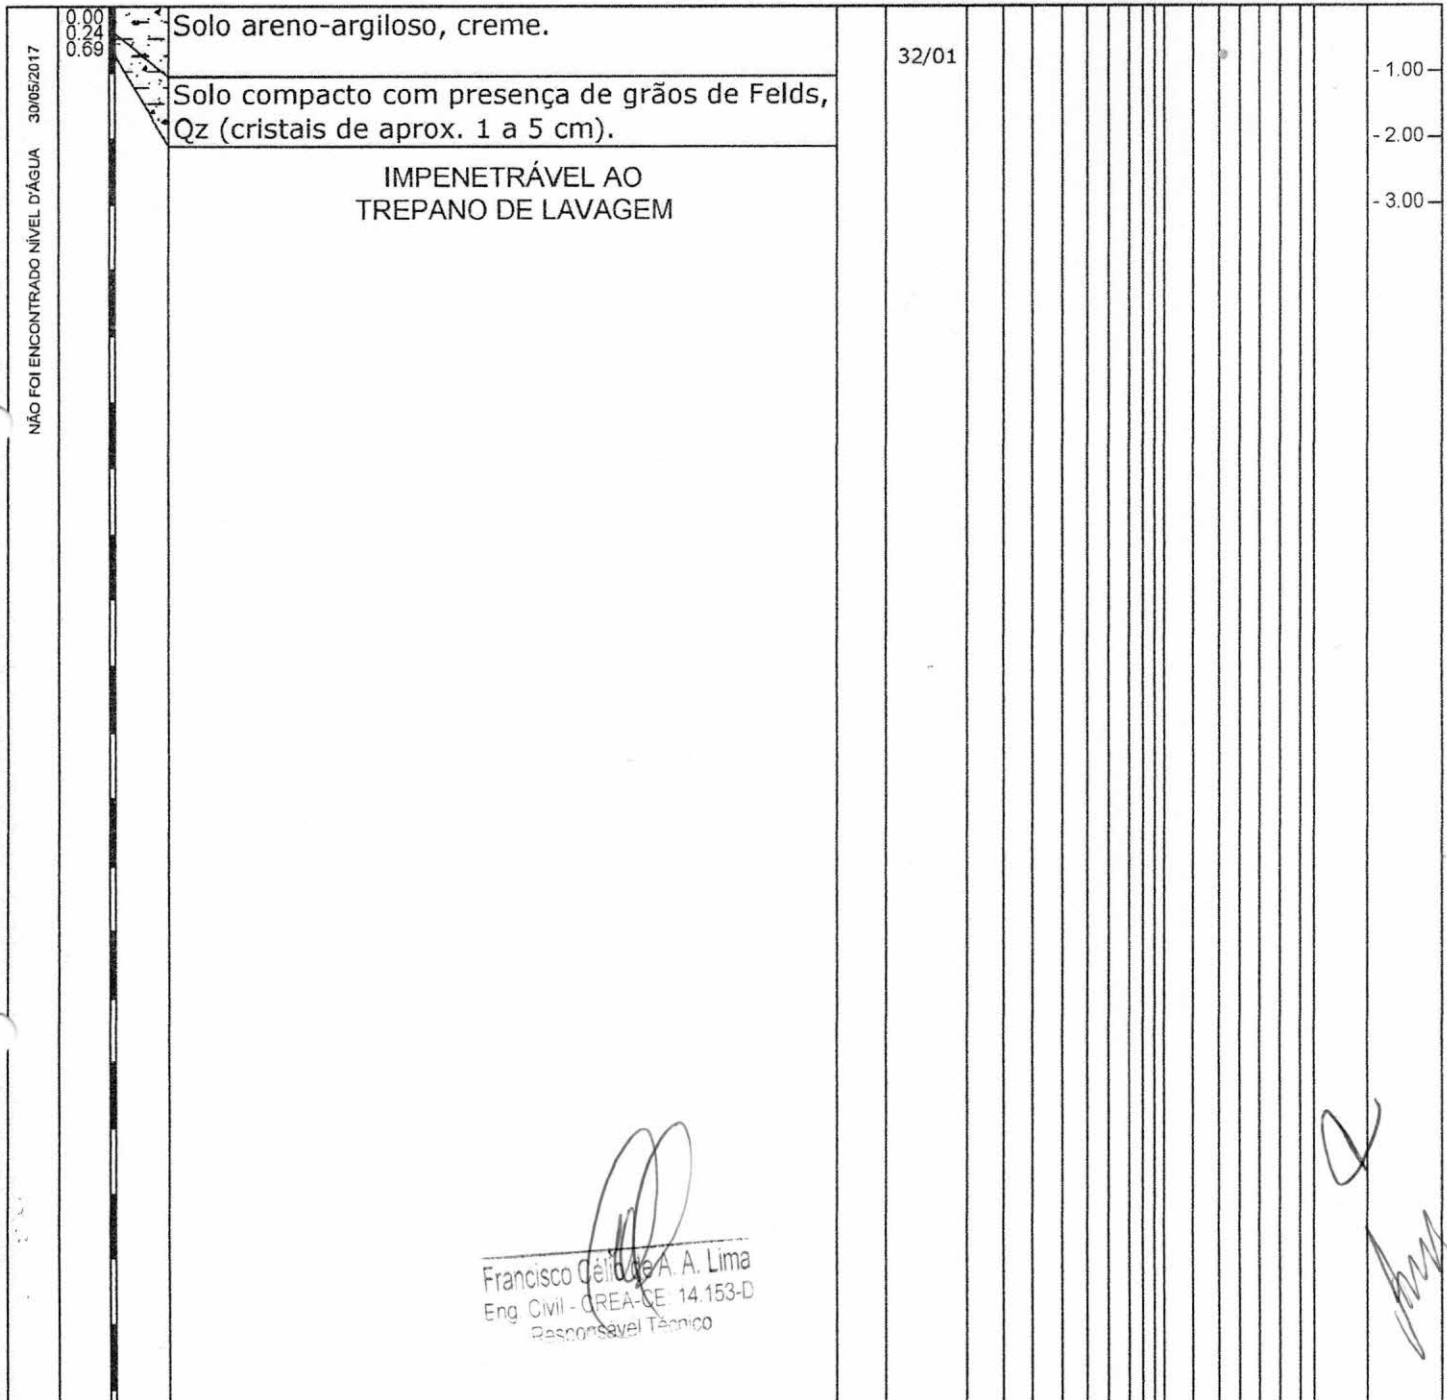 NÃO FOI ENCONTRADO NÍVEL D'ÁGUA 30/05/2017
0.00
0.24
0.69
Solo areno-argiloso, creme.
Solo compacto com presença de grãos de Felds,
Qz (cristais de aprox. 1 a 5 cm).
IMPENETRÁVEL AO
TREPANO DE LAVAGEM
32/01
- 1.00
- 2.00
- 3.00
Francisco Célio de A. A. Lima
Eng. Civil - CREA-CE: 14.153-D
Responsável Técnico